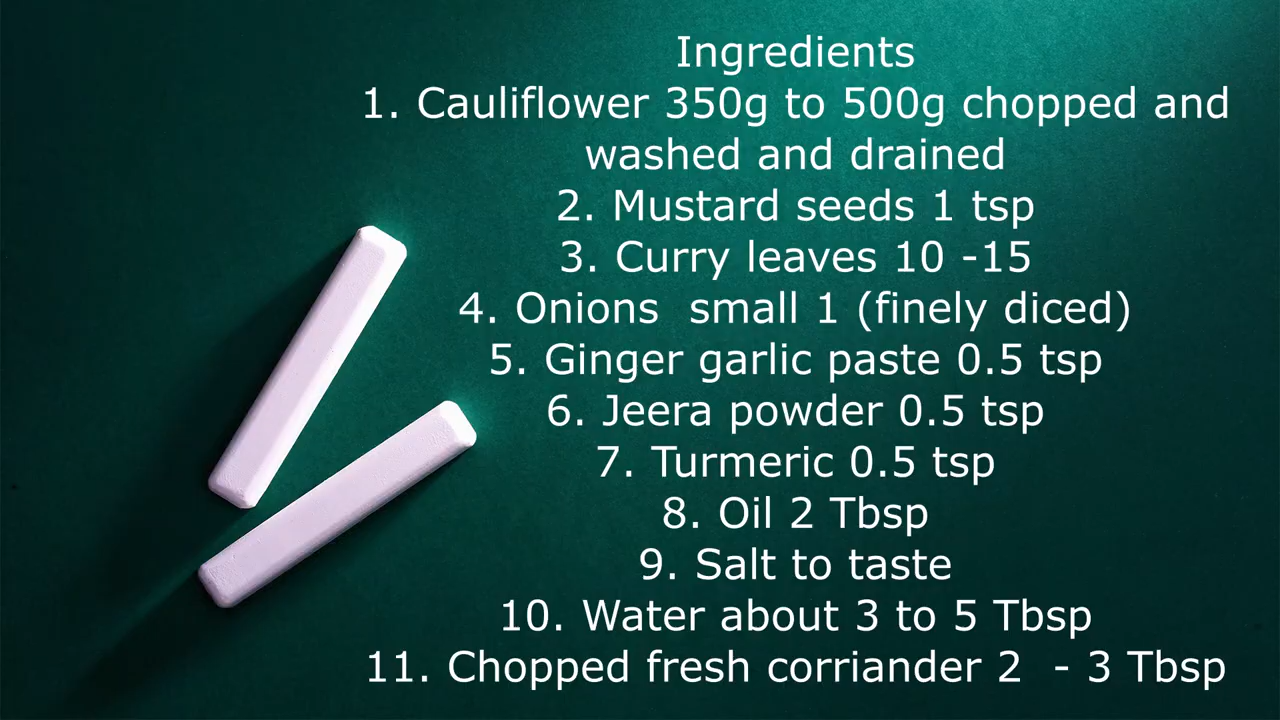 Ingredients
1. Cauliflower 350g to 500g chopped and
washed and drained
2. Mustard seeds 1 tsp
3. Curry leaves 10 -15
4. Onions  small 1 (finely diced)
5. Ginger garlic paste 0.5 tsp
6. Jeera powder 0.5 tsp
7. Turmeric 0.5 tsp
8. Oil 2 Tbsp
9. Salt to taste
10. Water about 3 to 5 Tbsp
11. Chopped fresh corriander 2  - 3 Tbsp